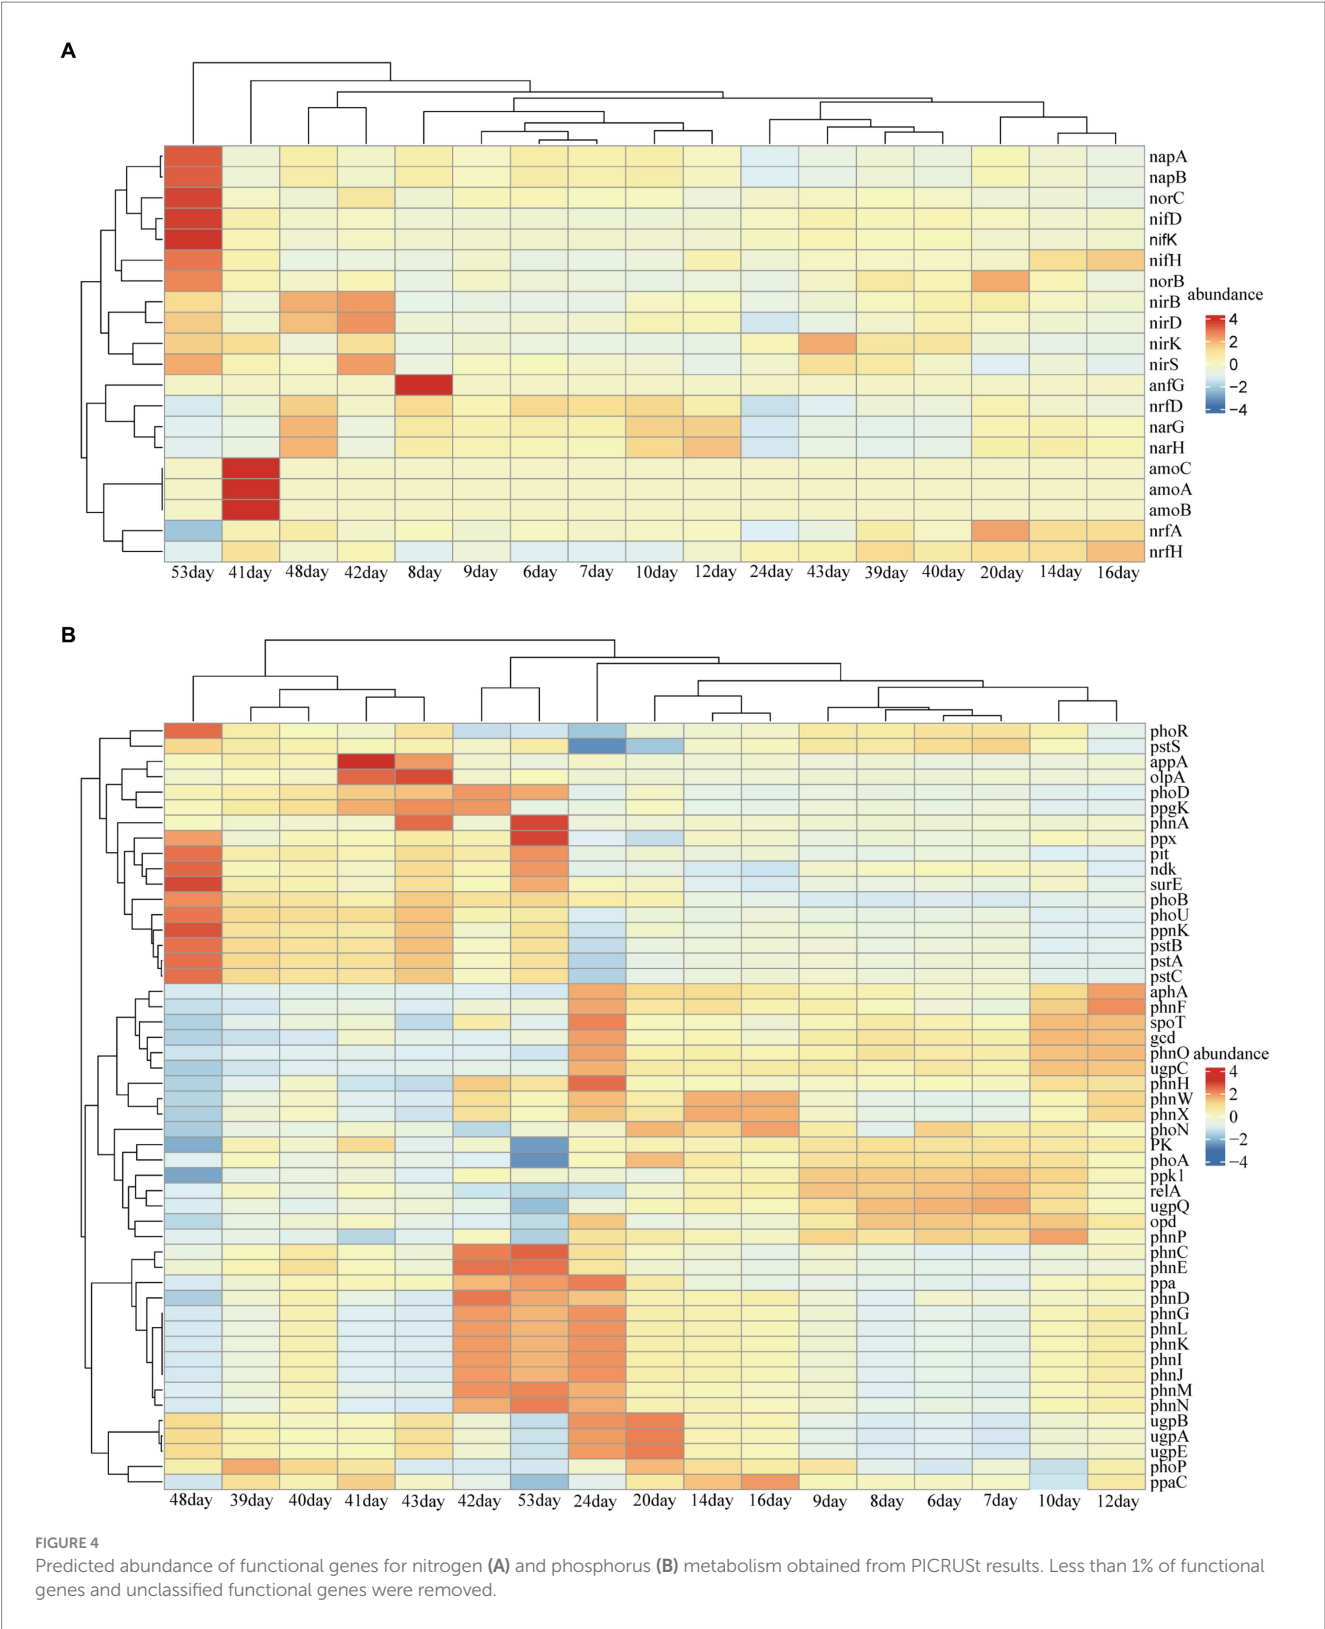 A
napA
napB
norC
nifD
nifK
nifH
norB
nirB
nirD
nirK
nirS
anfG
nrfD
narG
narH
amoC
amoA
amoB
nrfA
nrfH
abundance
4
2
0
−2
−4
53day 41day 48day 42day 8day 9day 6day 7day 10day 12day 24day 43day 39day 40day 20day 14day 16day
B
phoR
pstS
appA
olpA
phoD
ppgK
phnA
ppx
pit
ndk
surE
phoB
phoU
ppnK
pstB
pstA
pstC
aphA
phnF
spoT
gcd
phnO
ugpC
phnH
phnW
phnX
phoN
PK
phoA
ppk1
relA
ugpQ
opd
phnP
phnC
phnE
ppa
phnD
phnG
phnL
phnK
phnI
phnJ
phnM
phnN
ugpB
ugpA
ugpE
phoP
ppaC
abundance
4
2
0
−2
−4
48day 39day 40day 41day 43day 42day 53day 24day 20day 14day 16day 9day 8day 6day 7day 10day 12day
FIGURE 4
Predicted abundance of functional genes for nitrogen (A) and phosphorus (B) metabolism obtained from PICRUSt results. Less than 1% of functional
genes and unclassified functional genes were removed.